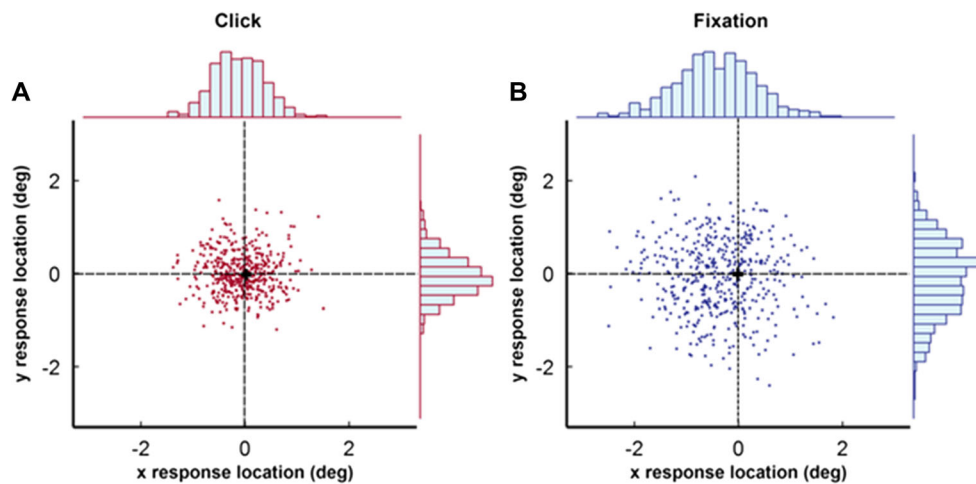 Click
Fixation
A
B
y response location (deg)
2
0
-2
-2
0
2
x response location (deg)
y response location (deg)
2
0
-2
-2
0
2
x response location (deg)